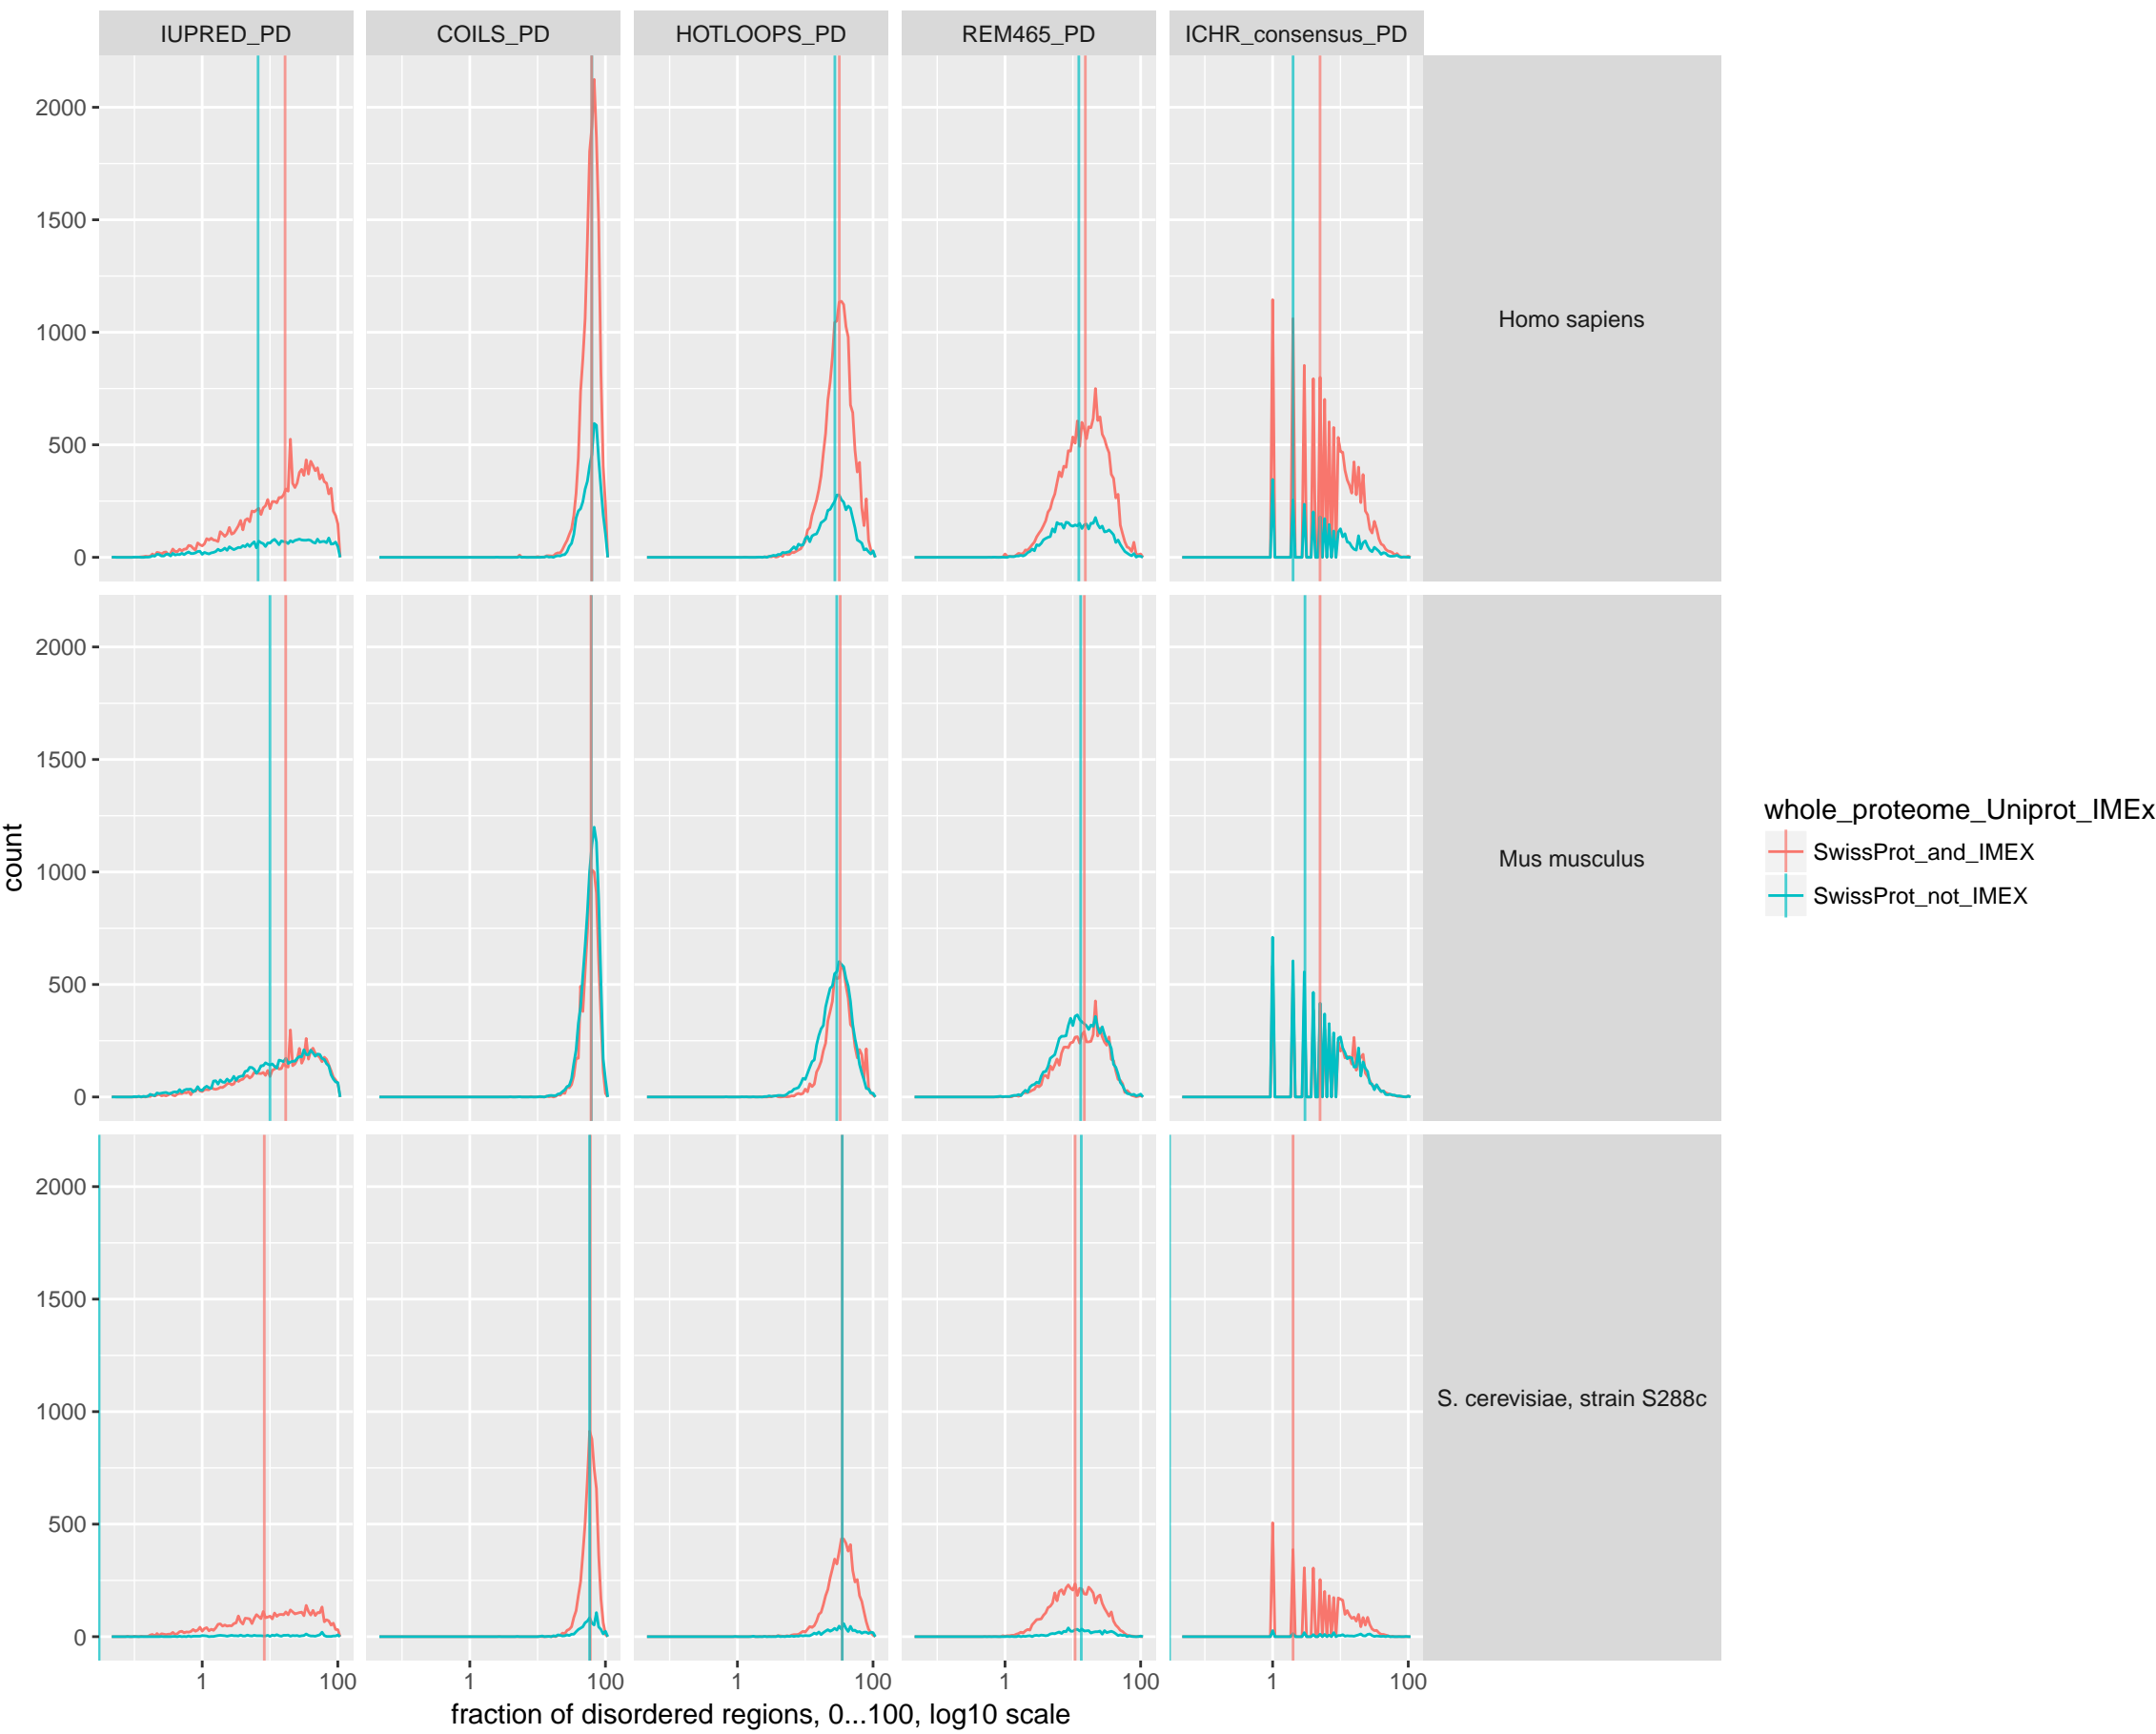 IUPRED_PD COILS_PD HOTLOOPS_PD REM465_PD ICHR_consensus_PD
2000
1500
1000
500
0
Homo sapiens
2000
1500
1000
500
0
Mus musculus
2000
1500
1000
500
0
S. cerevisiae, strain S288c
count
1 100 1 100 1 100 1 100 1 100
fraction of disordered regions, 0...100, log10 scale
whole_proteome_Uniprot_IMEx
SwissProt_and_IMEX
SwissProt_not_IMEX